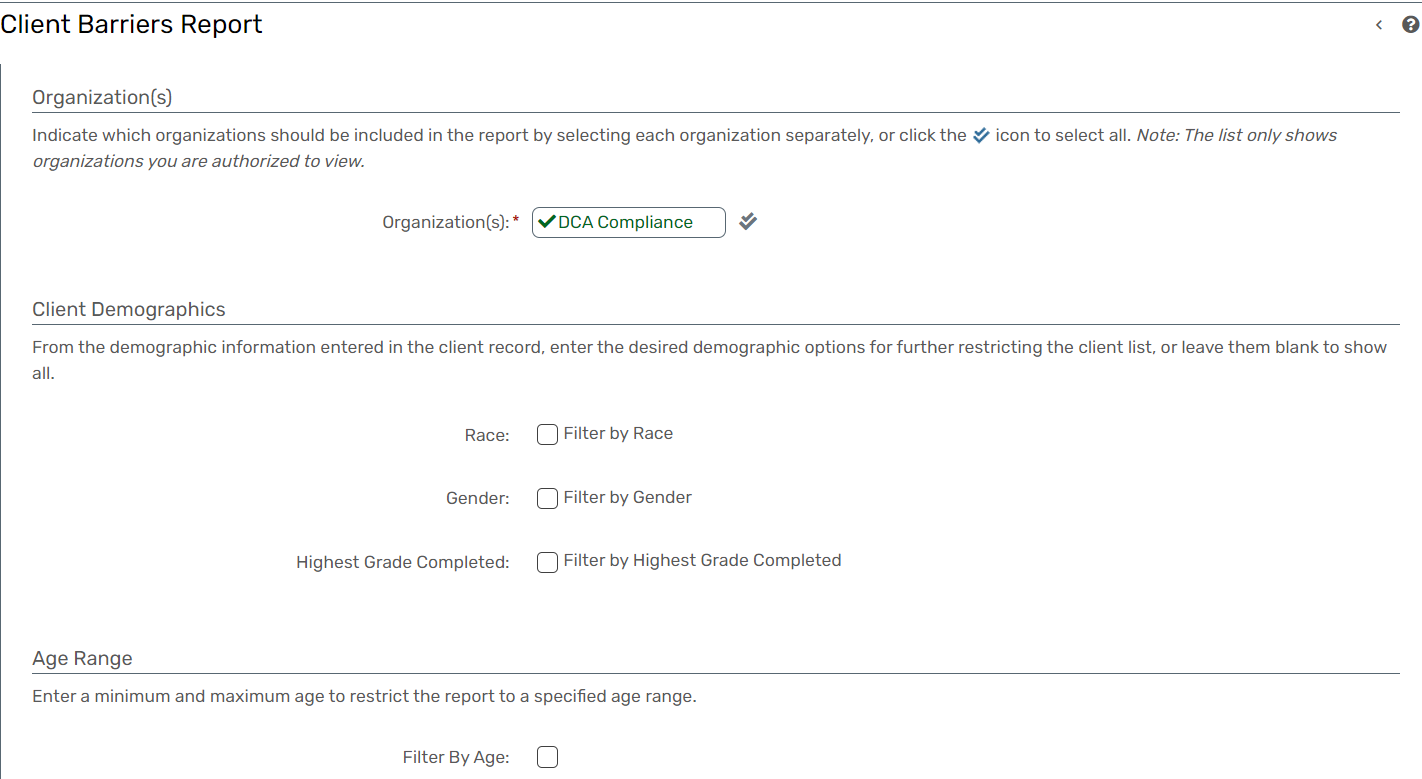 Client Barriers Report
Organization(s)
Indicate which organizations should be included in the report by selecting each organization separately, or click the icon to select all. Note: The list only shows
organizations you are authorized to view.
Organization(s): * DCA Compliance
Client Demographics
From the demographic information entered in the client record, enter the desired demographic options for further restricting the client list, or leave them blank to show
all.
Race: Filter by Race
Gender: Filter by Gender
Highest Grade Completed: Filter by Highest Grade Completed
Age Range
Enter a minimum and maximum age to restrict the report to a specified age range.
Filter By Age: